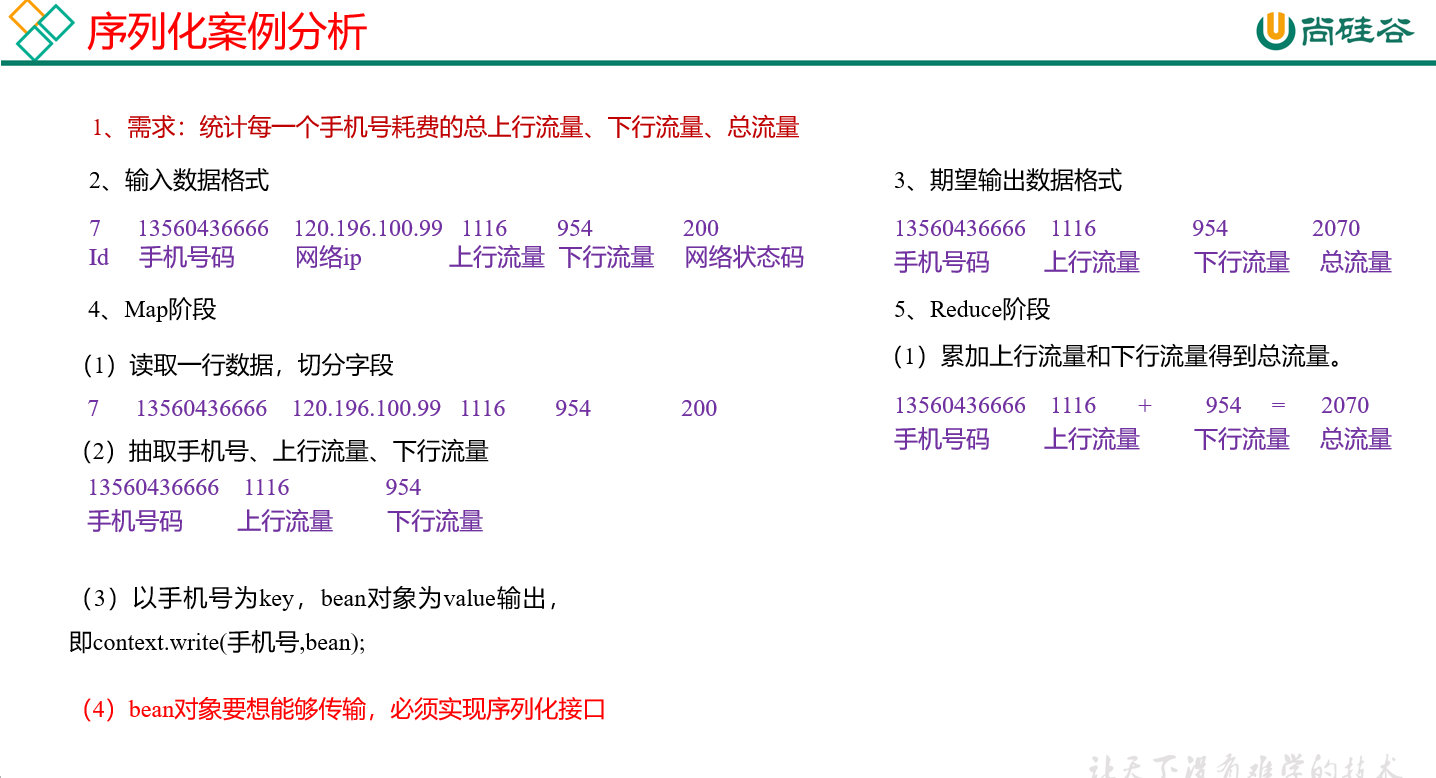 序列化案例分析
尚硅谷
1、需求：统计每一个手机号耗费的总上行流量、下行流量、总流量
2、输入数据格式
7 13560436666 120.196.100.99 1116 954 200
Id 手机号码 网络ip 上行流量 下行流量 网络状态码
3、期望输出数据格式
13560436666 1116 954 2070
手机号码 上行流量 下行流量 总流量
4、Map阶段
（1）读取一行数据，切分字段
7 13560436666 120.196.100.99 1116 954 200
（2）抽取手机号、上行流量、下行流量
13560436666 1116 954
手机号码 上行流量 下行流量
（3）以手机号为key，bean对象为value输出，
即context.write(手机号,bean);
（4）bean对象要想能够传输，必须实现序列化接口
5、Reduce阶段
（1）累加上行流量和下行流量得到总流量。
13560436666 1116 + 954 = 2070
手机号码 上行流量 下行流量 总流量
让天下没有难学的技术